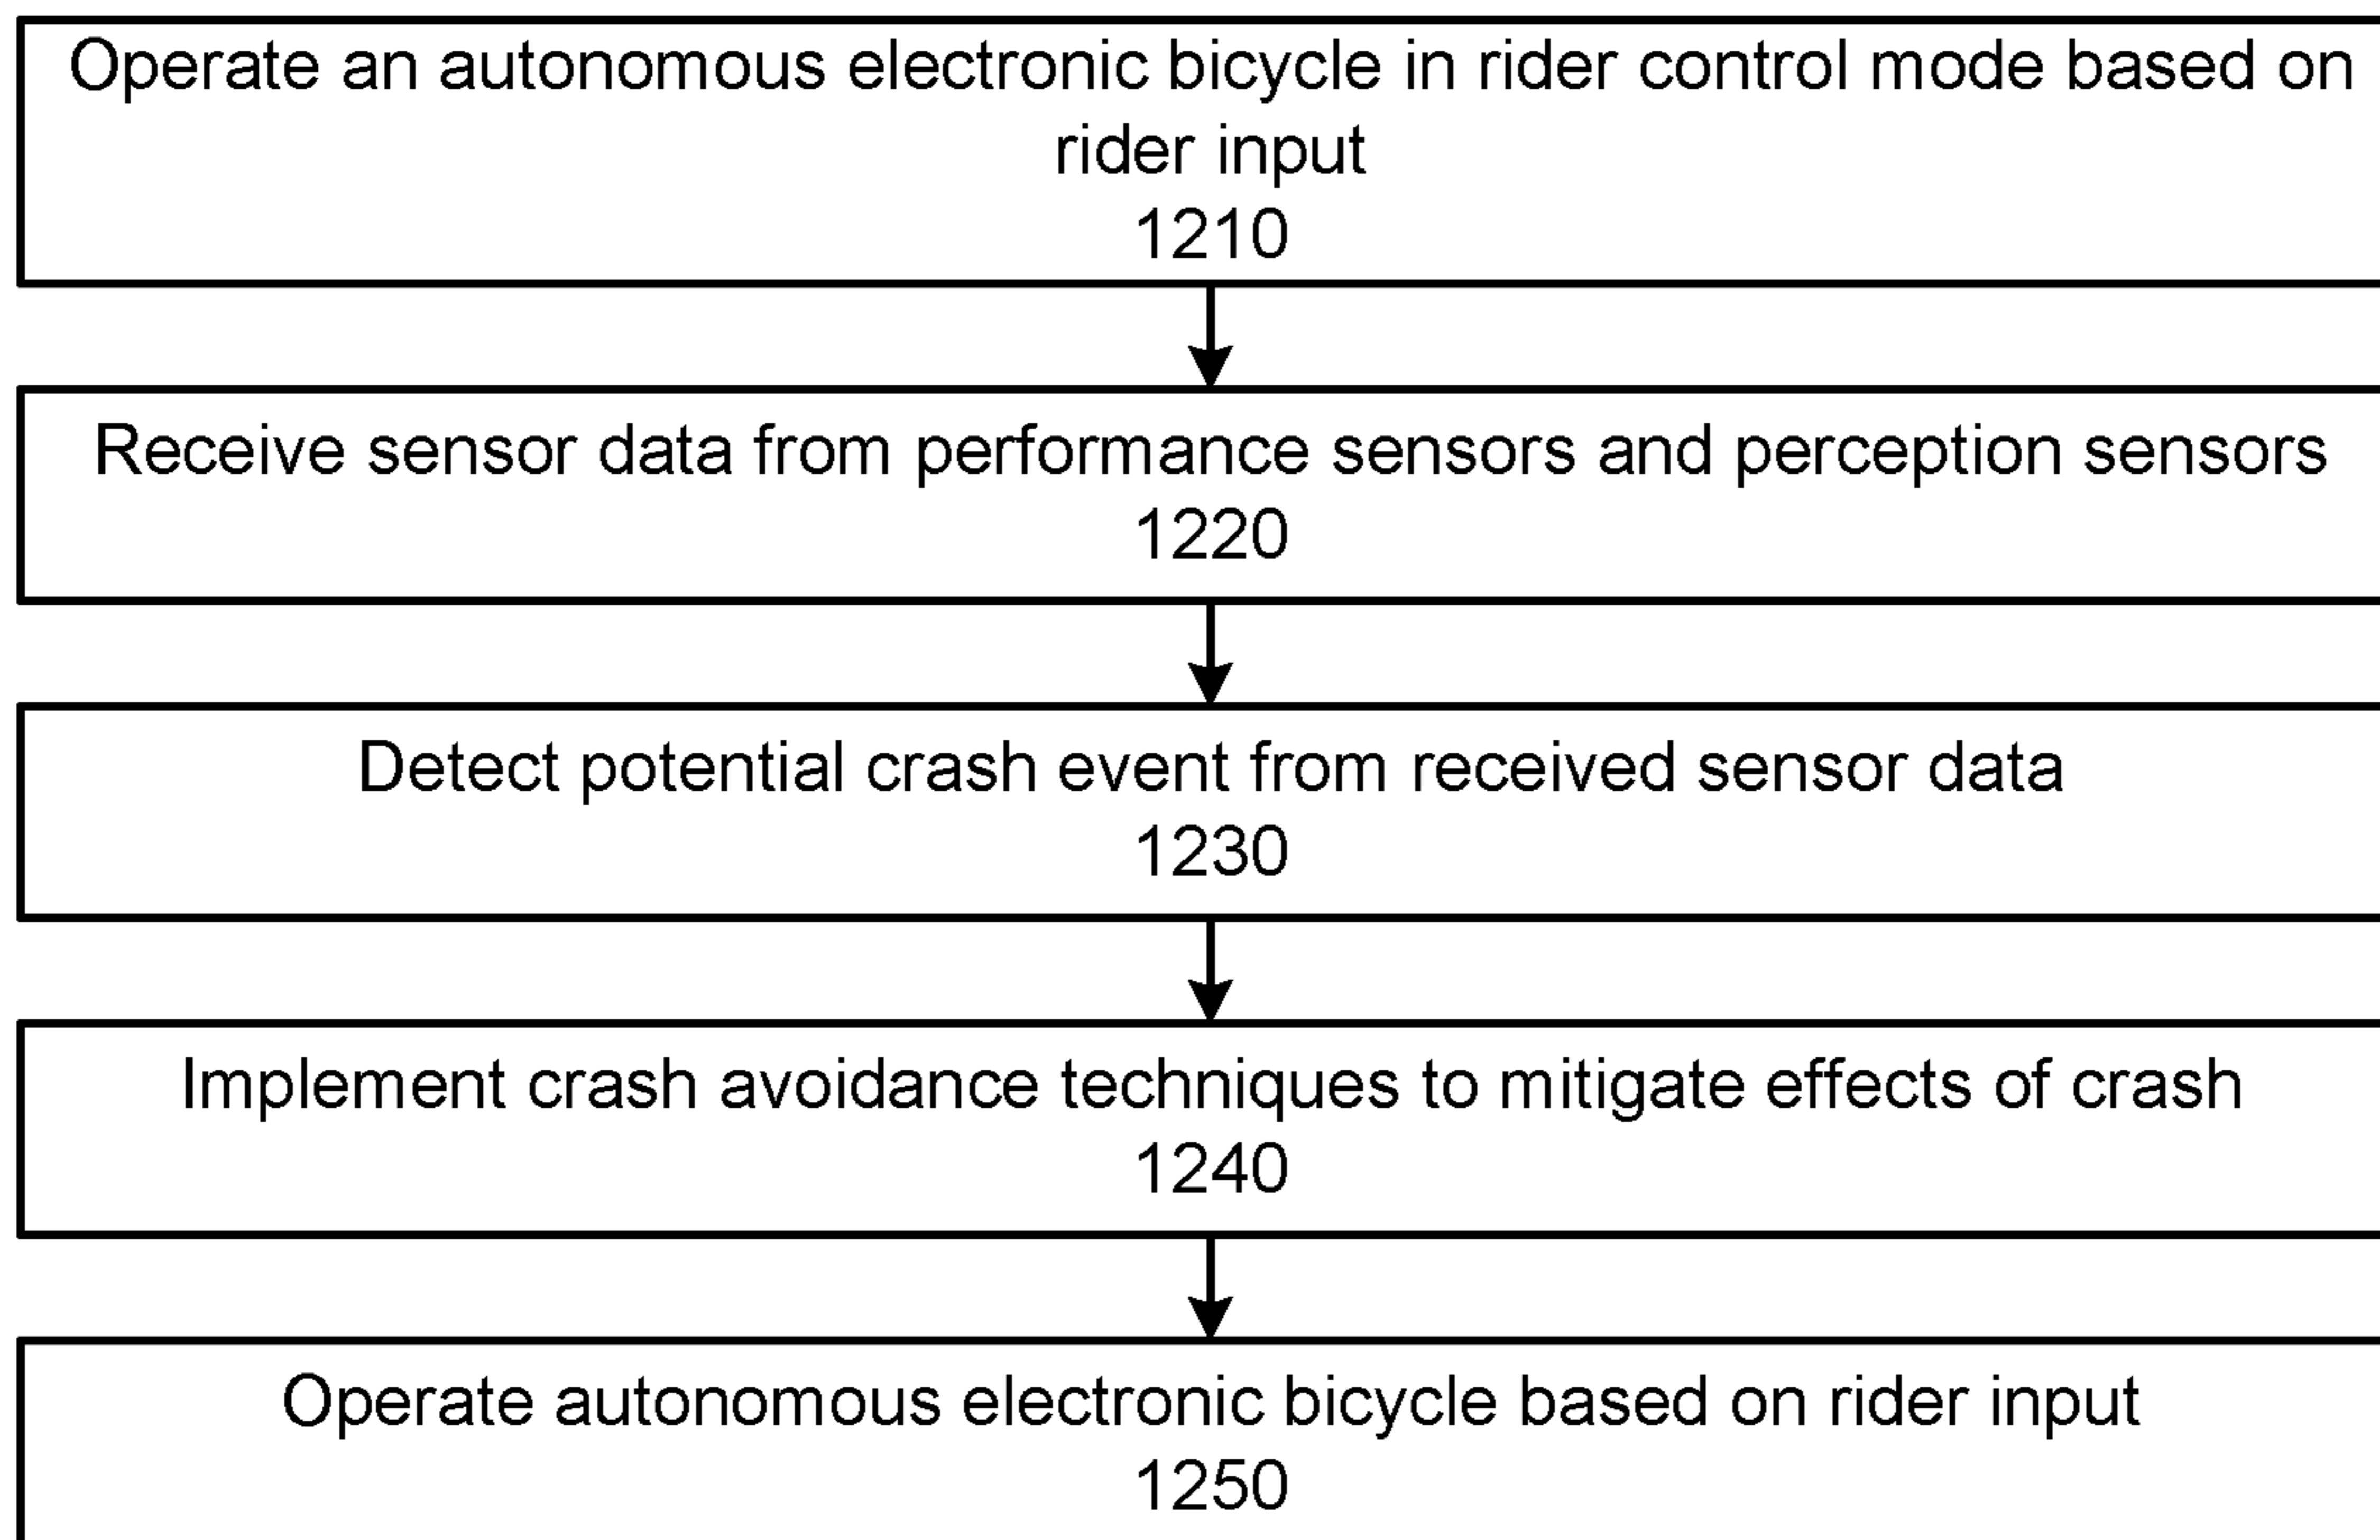 Operate an autonomous electronic bicycle in rider control mode based on
rider input
1210
Receive sensor data from performance sensors and perception sensors
1220
Detect potential crash event from received sensor data
1230
Implement crash avoidance techniques to mitigate effects of crash
1240
Operate autonomous electronic bicycle based on rider input
1250